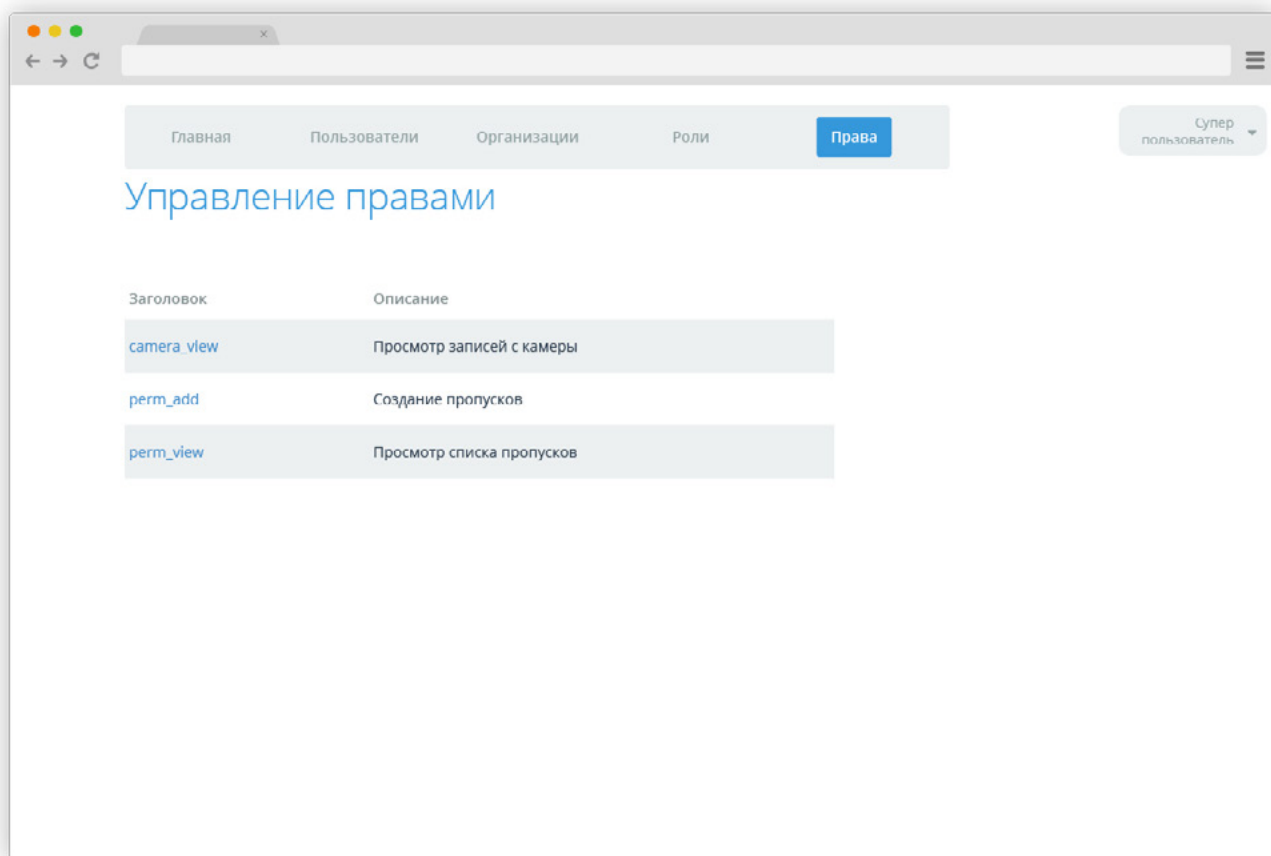 Главная Пользователи Организации Роли Права
Супер
пользователь
Управление правами
Заголовок Описание
camera_view Просмотр записей с камеры
perm_add Создание пропусков
perm_view Просмотр списка пропусков